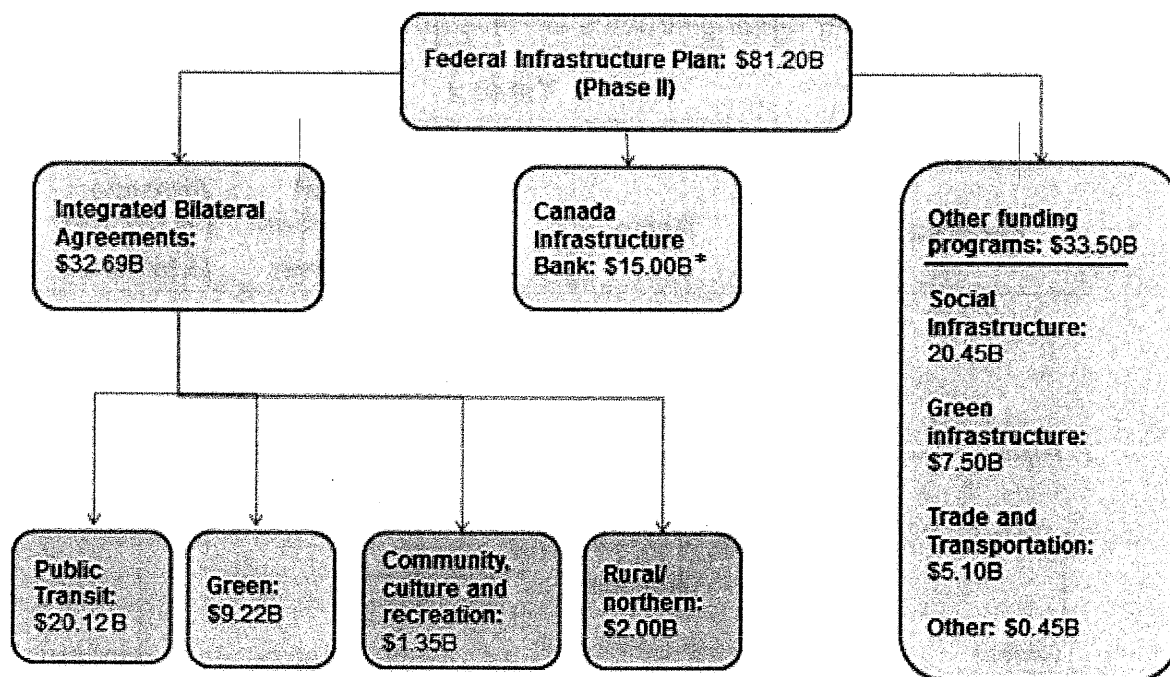 Federal Infrastructure Plan: $81.20B
(Phase II)
Integrated Bilateral
Agreements:
$32.69B
Canada
Infrastructure
Bank: $15.00B*
Other funding
programs: $33.50B
Social
Infrastructure:
20.45B
Green
infrastructure:
$7.50B
Trade and
Transportation:
$5.10B
Other: $0.45B
Public
Transit:
$20.12B
Green:
$9.22B
Community,
culture and
recreation:
$1.35B
Rural/
northern:
$2.00B